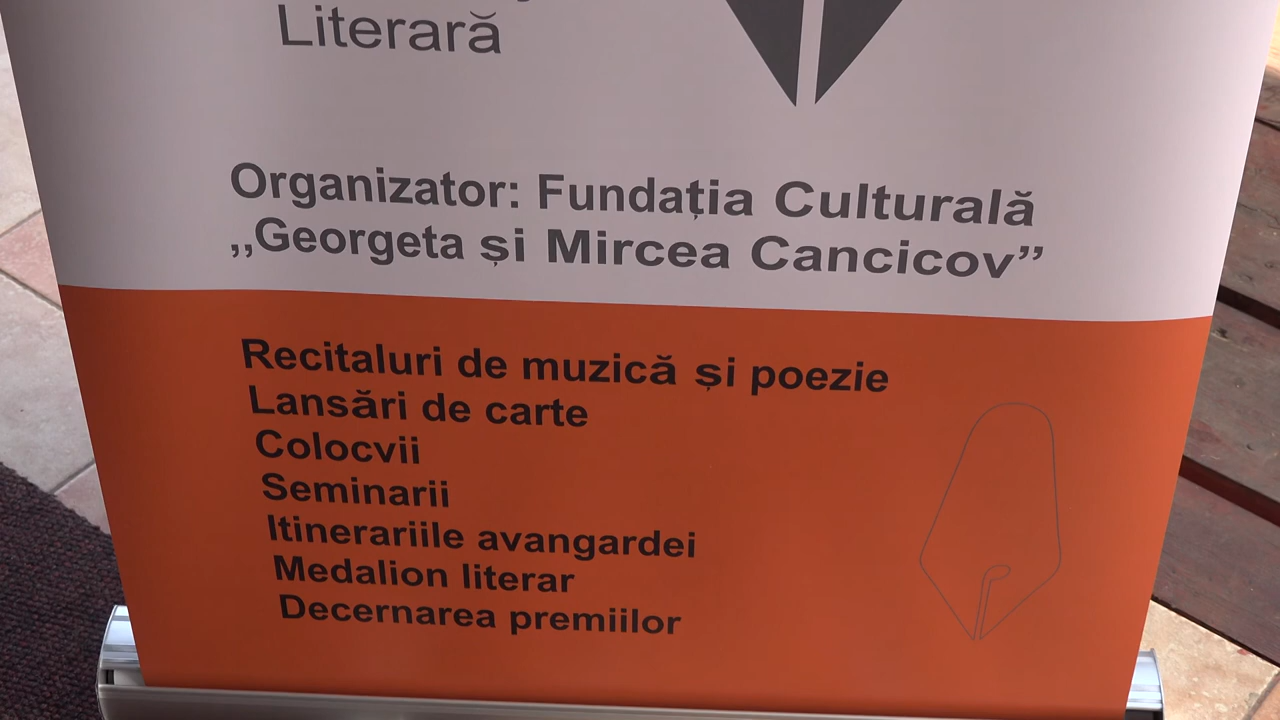 Literară
Organizator: Fundația Culturală
,,Georgeta și Mircea Cancicov”
Recitaluri de muzică și poezie
Lansări de carte
Colocvii
Seminarii
Itinerariile avangardei
Medalion literar
Decernarea premiilor